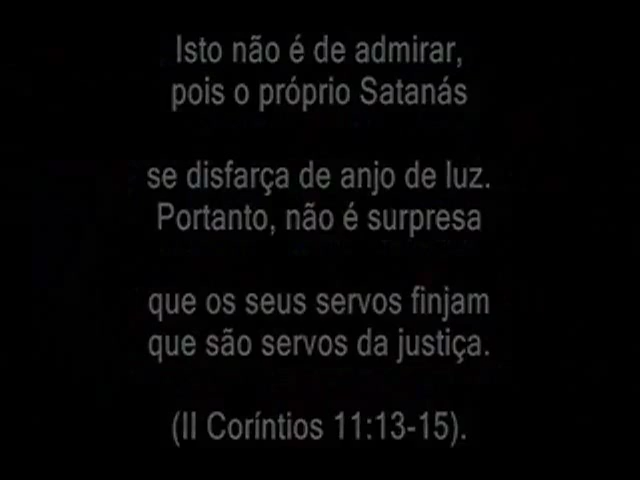 Isto não é de admirar,
pois o próprio Satanás
se disfarça de anjo de luz.
Portanto, não é surpresa
que os seus servos finjam
que são servos da justiça.
(II Coríntios 11:13-15).